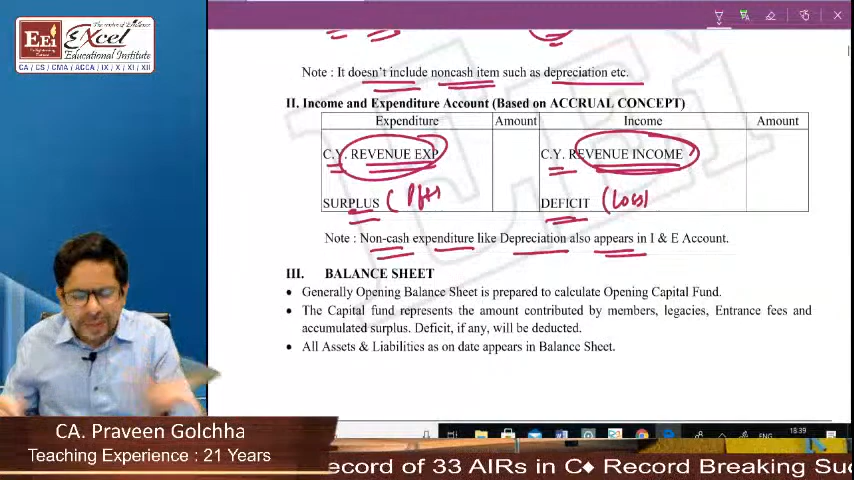 EEi
Excel
Educational Institute
CA / CS / CMA / ACCA / IX / X / XI / XII
Note : It doesn't include noncash item such as depreciation etc.
II. Income and Expenditure Account (Based on ACCRUAL CONCEPT)
Expenditure Amount Income Amount
C.Y. REVENUE EXP C.Y. REVENUE INCOME
SURPLUS DEFICIT (Loss)
Note : Non-cash expenditure like Depreciation also appears in I & E Account.
III. BALANCE SHEET
• Generally Opening Balance Sheet is prepared to calculate Opening Capital Fund.
• The Capital fund represents the amount contributed by members, legacies, Entrance fees and
accumulated surplus. Deficit, if any, will be deducted.
• All Assets & Liabilities as on date appears in Balance Sheet.
ENG 18:39
CA. Praveen Golchha
Teaching Experience : 21 Years
ecord of 33 AIRs in C♦ Record Breaking Suc